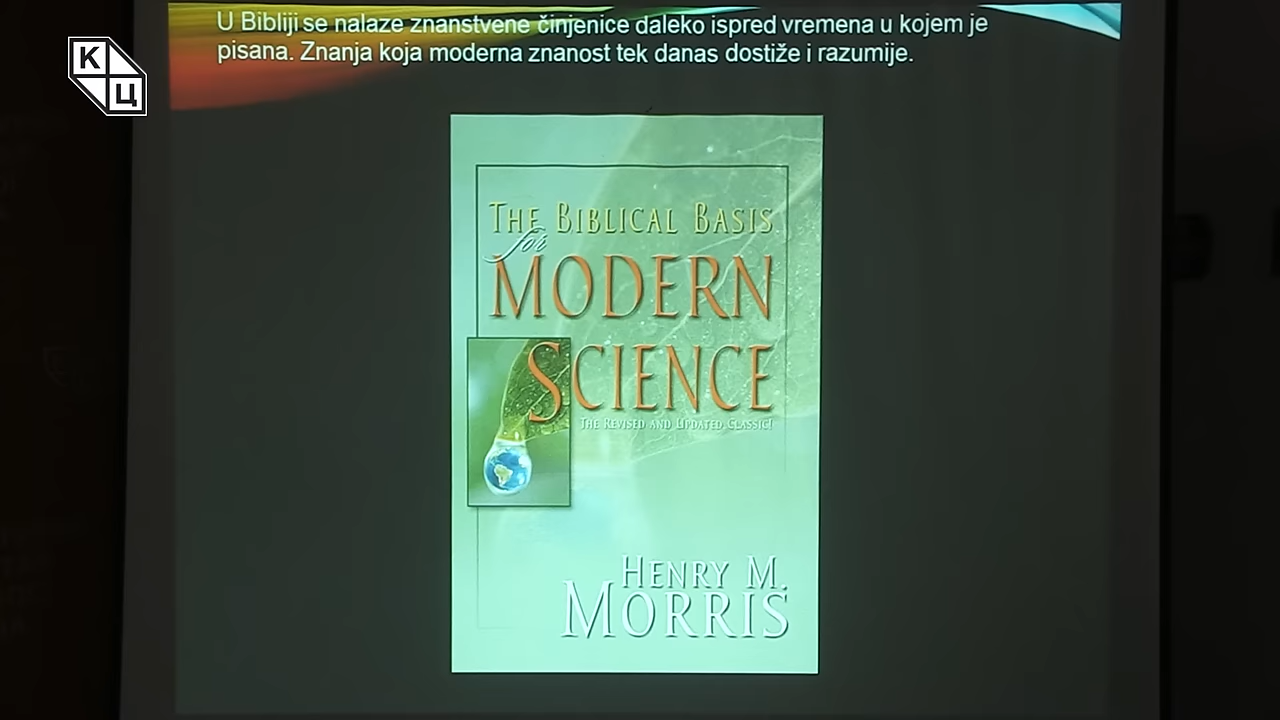 U Bibliji se nalaze znanstvene činjenice daleko ispred vremena u kojem je
pisana. Znanja koja moderna znanost tek danas dostiže i razumije.
К
Ц
THE BIBLICAL BASIS
for
MODERN
SCIENCE
THE REVISED AND UPDATED CLASSIC!
HENRY M.
MORRIS